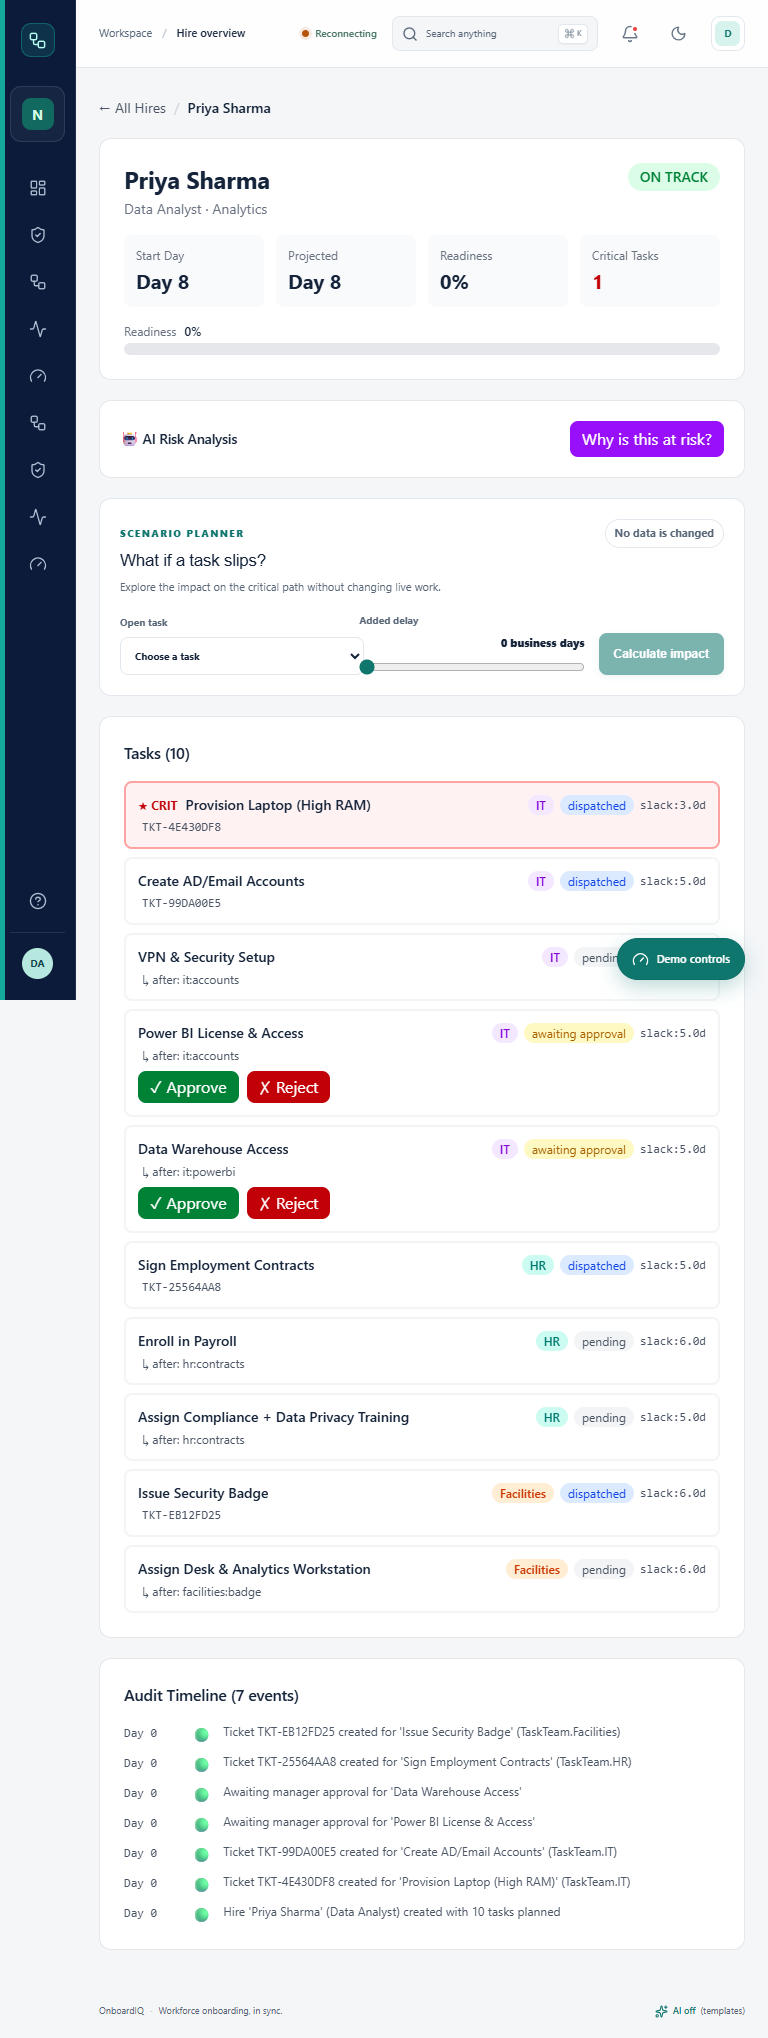 Workspace / Hire overview
Reconnecting
Search anything
⌘ K
D
N
← All Hires / Priya Sharma
Priya Sharma
ON TRACK
Data Analyst · Analytics
Start Day
Day 8
Projected
Day 8
Readiness
0%
Critical Tasks
1
Readiness 0%
AI Risk Analysis
Why is this at risk?
SCENARIO PLANNER
No data is changed
What if a task slips?
Explore the impact on the critical path without changing live work.
Open task
Added delay
Choose a task
0 business days
Calculate impact
Tasks (10)
★ CRIT Provision Laptop (High RAM) IT dispatched slack:3.0d
TKT-4E430DF8
Create AD/Email Accounts IT dispatched slack:5.0d
TKT-99DA00E5
VPN & Security Setup IT pendin
↳ after: it:accounts
Demo controls
Power BI License & Access IT awaiting approval slack:5.0d
↳ after: it:accounts
✓ Approve ✗ Reject
Data Warehouse Access IT awaiting approval slack:5.0d
↳ after: it:powerbi
✓ Approve ✗ Reject
Sign Employment Contracts HR dispatched slack:5.0d
TKT-25564AA8
Enroll in Payroll HR pending slack:6.0d
↳ after: hr:contracts
Assign Compliance + Data Privacy Training HR pending slack:5.0d
↳ after: hr:contracts
Issue Security Badge Facilities dispatched slack:6.0d
TKT-EB12FD25
Assign Desk & Analytics Workstation Facilities pending slack:6.0d
↳ after: facilities:badge
DA
Audit Timeline (7 events)
Day 0 Ticket TKT-EB12FD25 created for 'Issue Security Badge' (TaskTeam.Facilities)
Day 0 Ticket TKT-25564AA8 created for 'Sign Employment Contracts' (TaskTeam.HR)
Day 0 Awaiting manager approval for 'Data Warehouse Access'
Day 0 Awaiting manager approval for 'Power BI License & Access'
Day 0 Ticket TKT-99DA00E5 created for 'Create AD/Email Accounts' (TaskTeam.IT)
Day 0 Ticket TKT-4E430DF8 created for 'Provision Laptop (High RAM)' (TaskTeam.IT)
Day 0 Hire 'Priya Sharma' (Data Analyst) created with 10 tasks planned
OnboardIQ · Workforce onboarding, in sync.
AI off (templates)